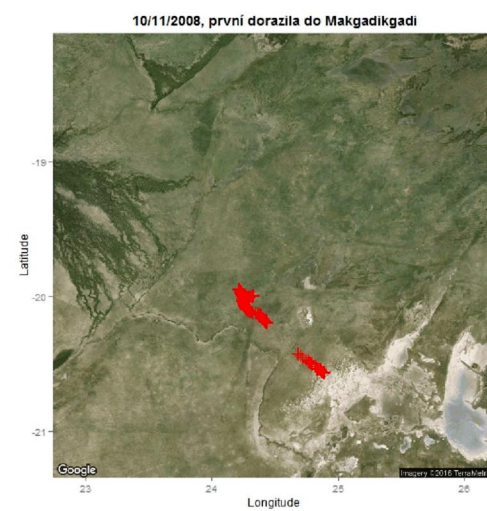 10/11/2008, první dorazila do Makgadikgadi
Latitude
-19
-20
-21
Google
Imagery ©2016 TerraMetri
23
24
25
26
Longitude